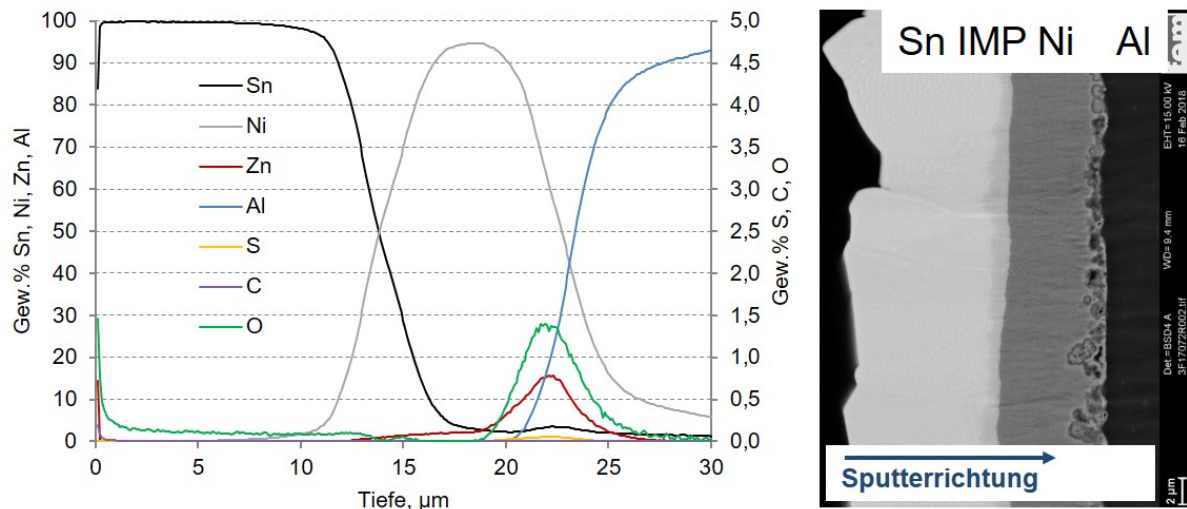 100
90
80
70
60
50
40
30
20
10
0
Gew.% Sn, Ni, Zn, Al
5,0
4,5
4,0
3,5
3,0
2,5
2,0
1,5
1,0
0,5
0,0
Gew.% S, C, O
0 5 10 15 20 25 30
Tiefe, µm
Sn
Ni
Zn
Al
S
C
O
Sn IMP Ni Al
fem
EHT=15.00 kV
16 Feb 2018
WD= 9.4 mm
Det.=BSD4 A
3F17072R002.tif
2 µm
Sputterrichtung